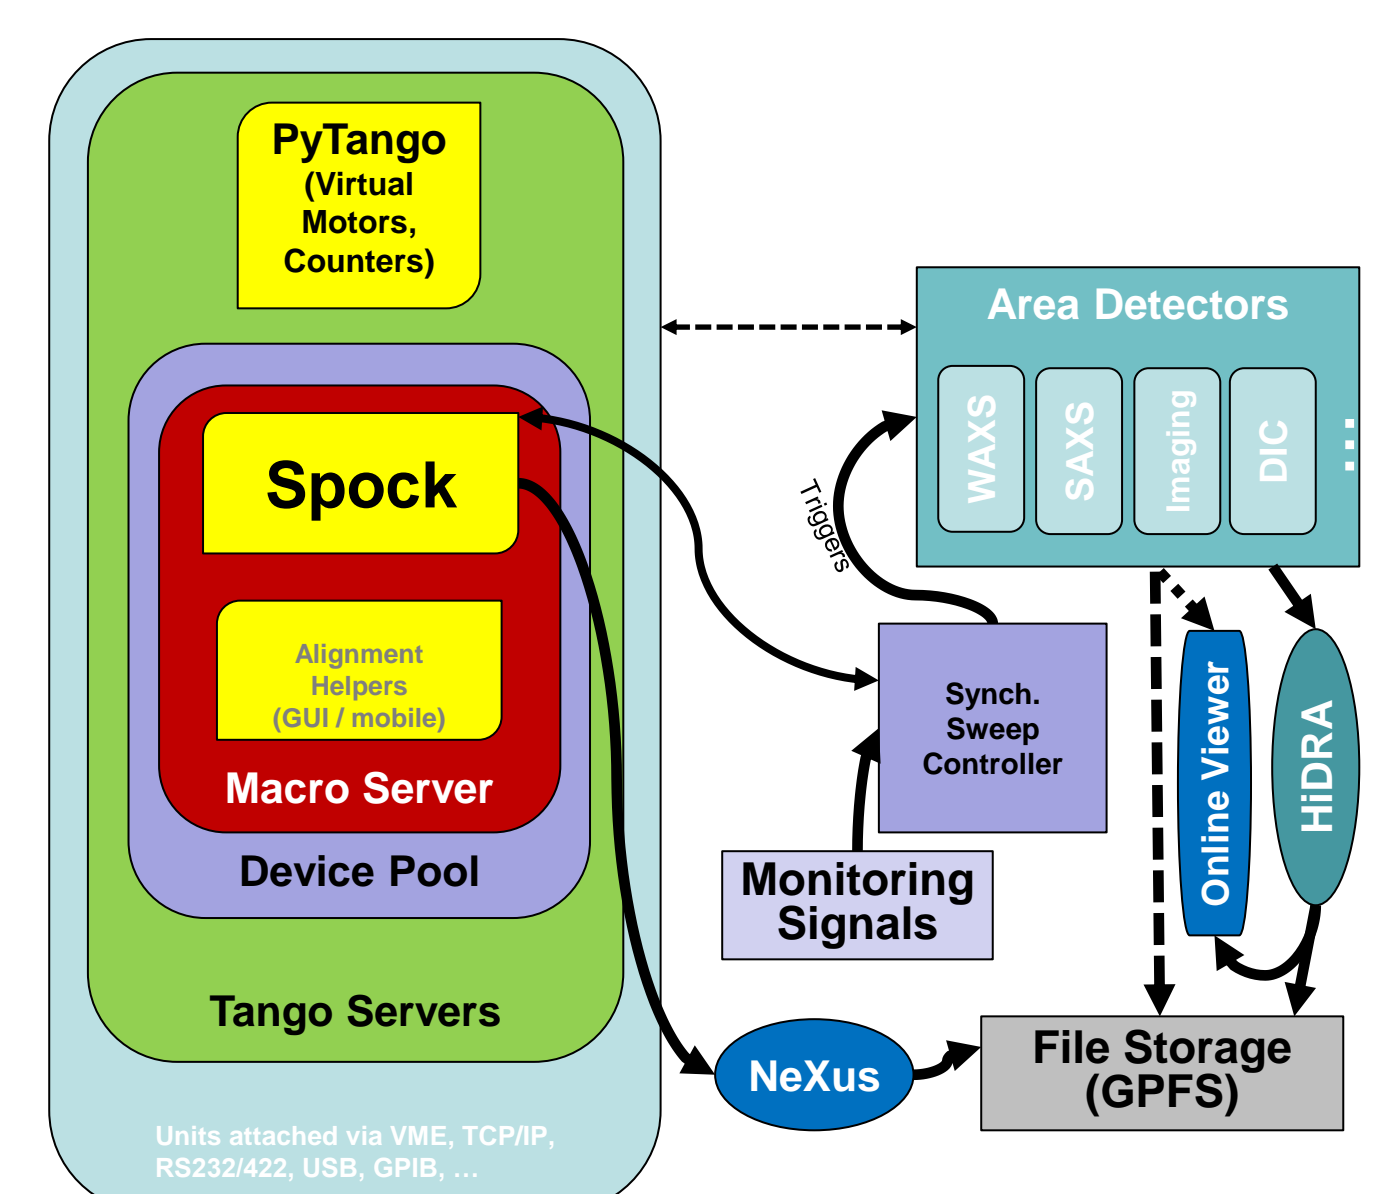 PyTango
(Virtual
Motors,
Counters)
Spock
Alignment
Helpers
(GUI / mobile)
Macro Server
Device Pool
Tango Servers
Units attached via VME, TCP/IP,
RS232/422, USB, GPIB, …
Area Detectors
WAXS
SAXS
Imaging
DIC
…
Triggers
Synch.
Sweep
Controller
Monitoring
Signals
Online Viewer
HiDRA
NeXus
File Storage
(GPFS)